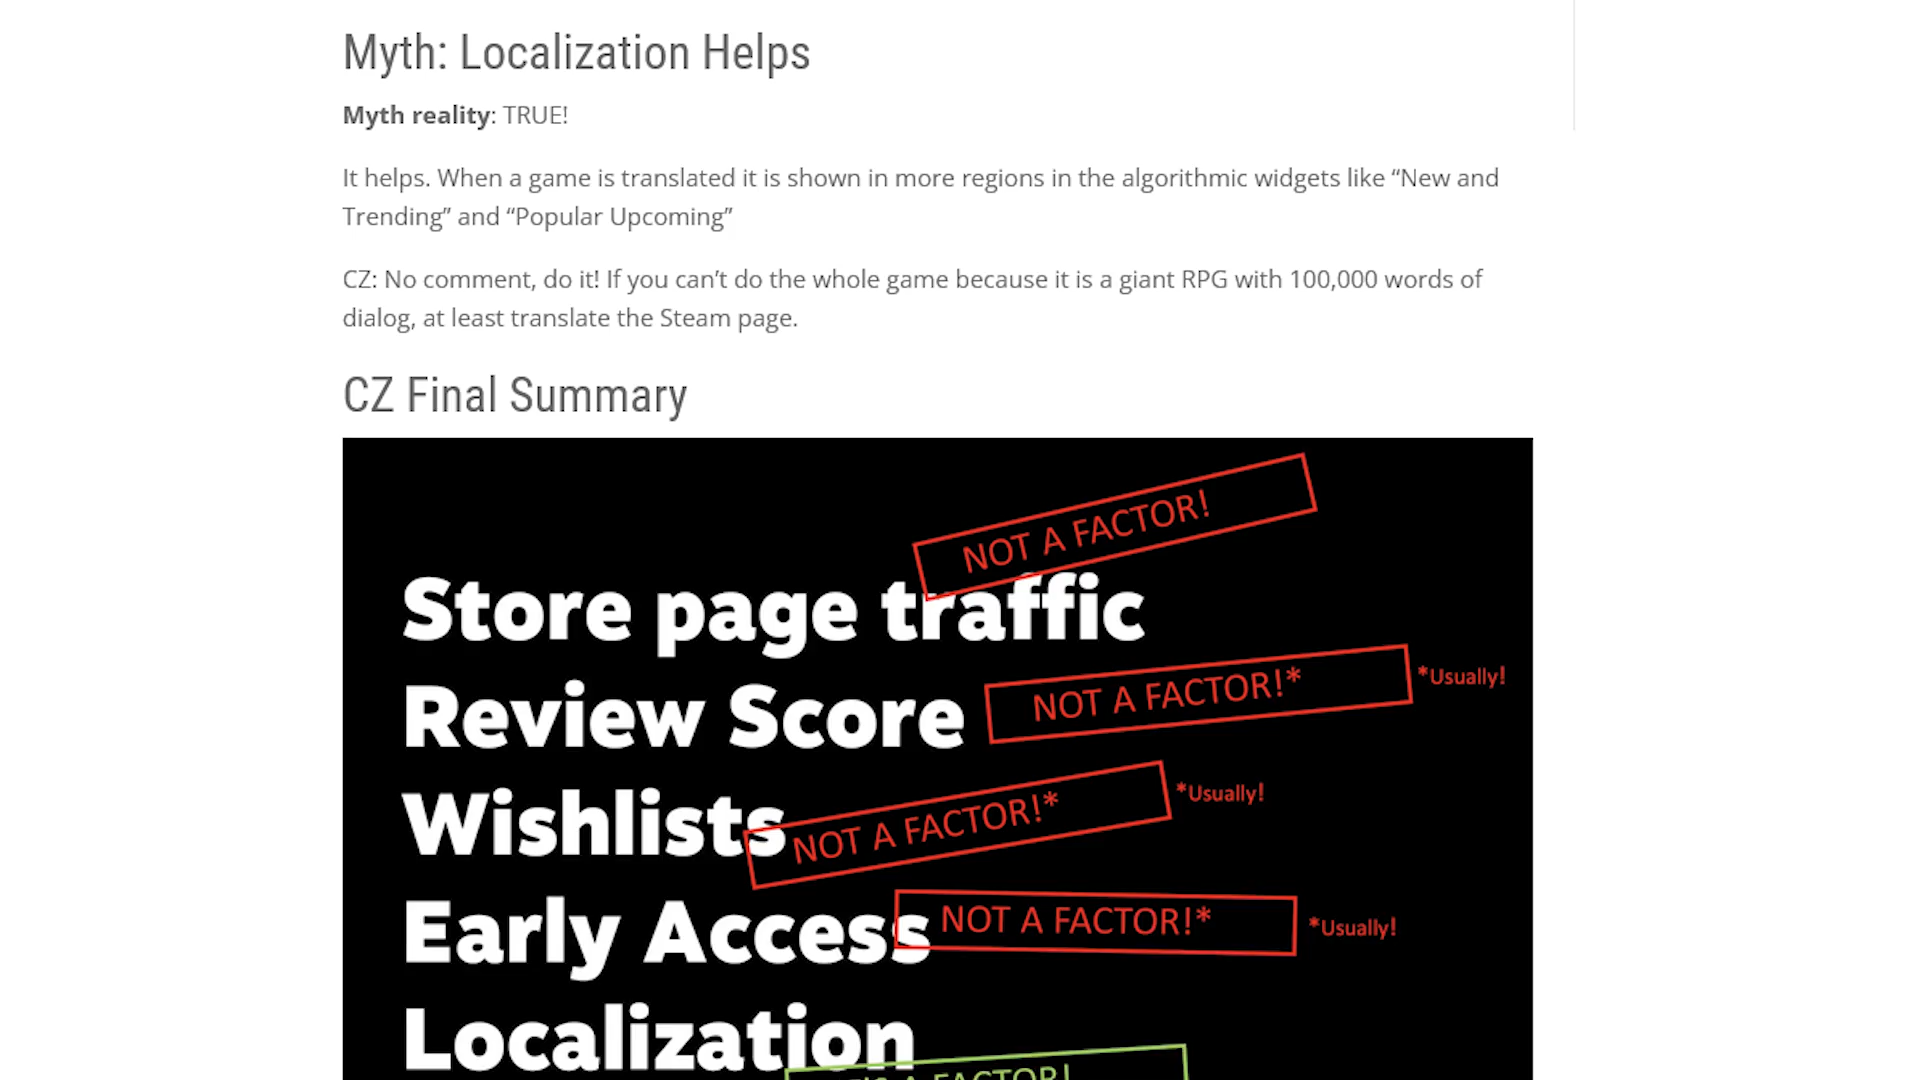 Myth: Localization Helps
Myth reality: TRUE!
It helps. When a game is translated it is shown in more regions in the algorithmic widgets like “New and
Trending” and “Popular Upcoming”
CZ: No comment, do it! If you can’t do the whole game because it is a giant RPG with 100,000 words of
dialog, at least translate the Steam page.
CZ Final Summary
NOT A FACTOR!
Store page traffic
Review Score
NOT A FACTOR!*
*Usually!
Wishlists
NOT A FACTOR!*
*Usually!
Early Access
NOT A FACTOR!*
*Usually!
Localization
A FACTOR!